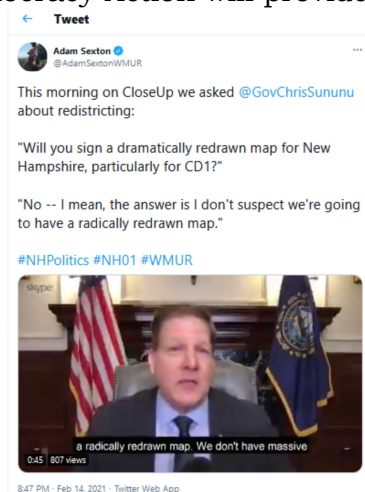 Tweet
Adam Sexton
@AdamSextonWMUR
This morning on CloseUp we asked @GovChrisSununu
about redistricting:
"Will you sign a dramatically redrawn map for New
Hampshire, particularly for CD1?"
"No -- I mean, the answer is I don't suspect we're going
to have a radically redrawn map."
#NHPolitics #NH01 #WMUR
skype
a radically redrawn map. We don't have massive
0:45 807 views
8:47 PM · Feb 14, 2021 · Twitter Web App